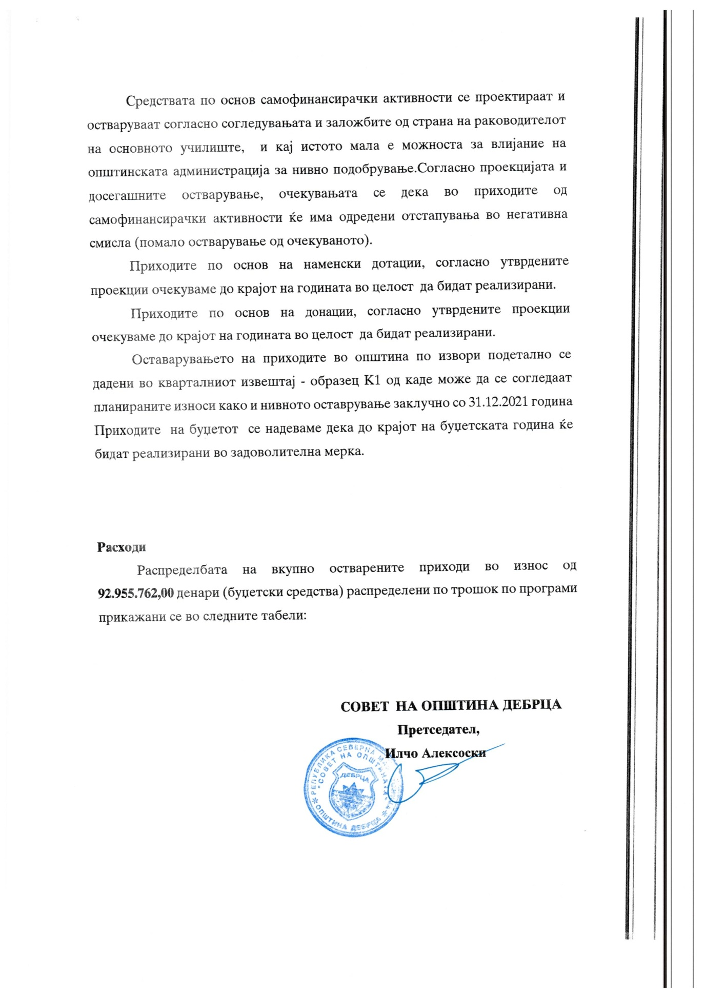 Средствата по основ самофинансирачки активности се проектираат и
остваруваат согласно согледувањата и заложбите од страна на раководителот
на основното училиште, и кај истото мала е можноста за влијание на
општинската администрација за нивно подобрување.Согласно проекцијата и
досегашните остварување, очекувањата се дека во приходите од
самофинансирачки активности ќе има одредени отстапувања во негативна
смисла (помало остварување од очекуваното).
Приходите по основ на наменски дотации, согласно утврдените
проекции очекуваме до крајот на годината во целост да бидат реализирани.
Приходите по основ на донации, согласно утврдените проекции
очекуваме до крајот на годината во целост да бидат реализирани.
Оставарувањето на приходите во општина по извори подетално се
дадени во кварталниот извештај - образец К1 од каде може да се согледаат
планираните износи како и нивното оставрување заклучно со 31.12.2021 година
Приходите на буџетот се надеваме дека до крајот на буџетската година ќе
бидат реализирани во задоволителна мерка.
Расходи
Распределбата на вкупно остварените приходи во износ од
92.955.762,00 денари (буџетски средства) распределени по трошок по програми
прикажани се во следните табели:
СОВЕТ НА ОПШТИНА ДЕБРЦА
Претседател,
Илчо Алексоски
РЕПУБЛИКА СЕВЕРНА
"СОВЕТ НА ОПШТИНАТА"
ДЕБРЦА
ОПШТИНА ДЕБРЦА